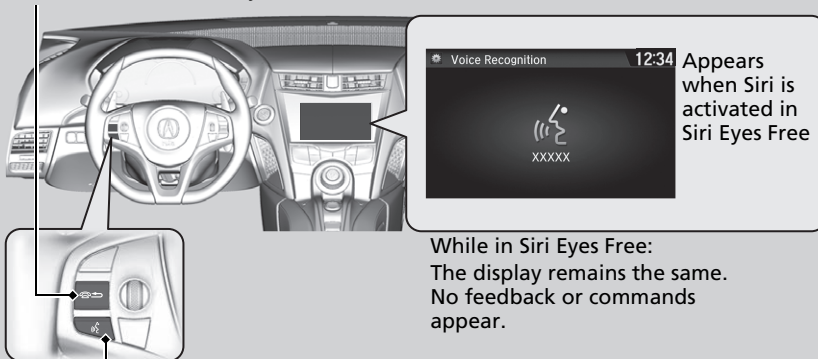 Voice Recognition
12:34
xxxxx
Appears
when Siri is
activated in
Siri Eyes Free
While in Siri Eyes Free:
The display remains the same.
No feedback or commands
appear.